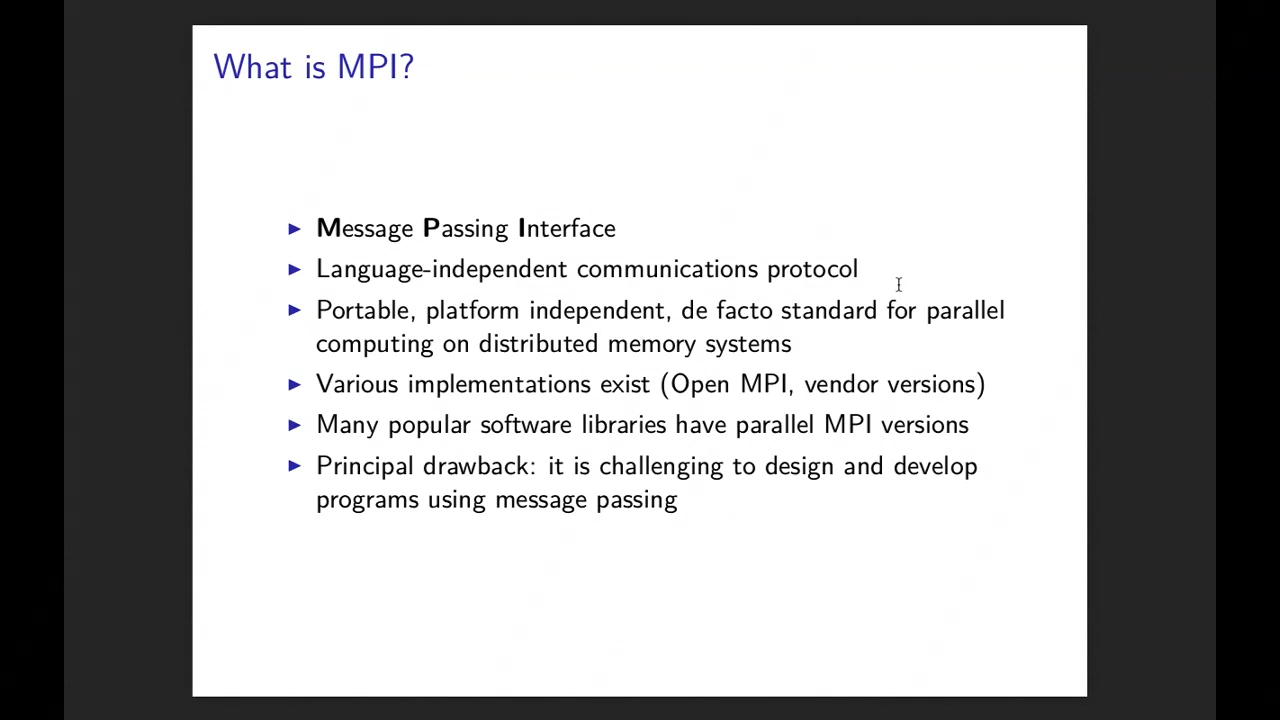 What is MPI?
Message Passing Interface
Language-independent communications protocol
Portable, platform independent, de facto standard for parallel
computing on distributed memory systems
Various implementations exist (Open MPI, vendor versions)
Many popular software libraries have parallel MPI versions
Principal drawback: it is challenging to design and develop
programs using message passing